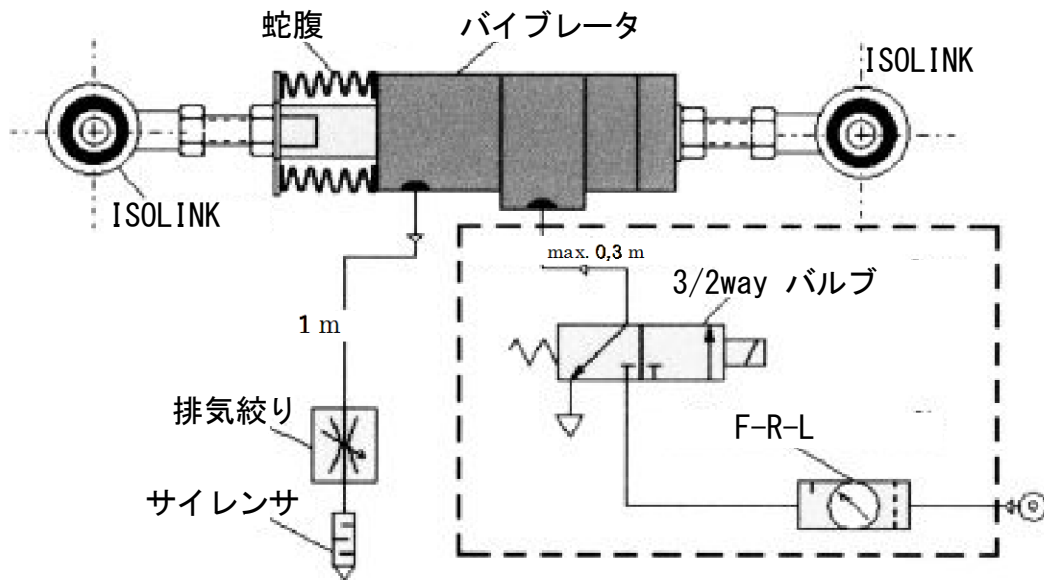 蛇腹
バイブレータ
ISOLINK
ISOLINK
max. 0,3 m
3/2way バルブ
1 m
排気絞り
F-R-L
サイレンサ